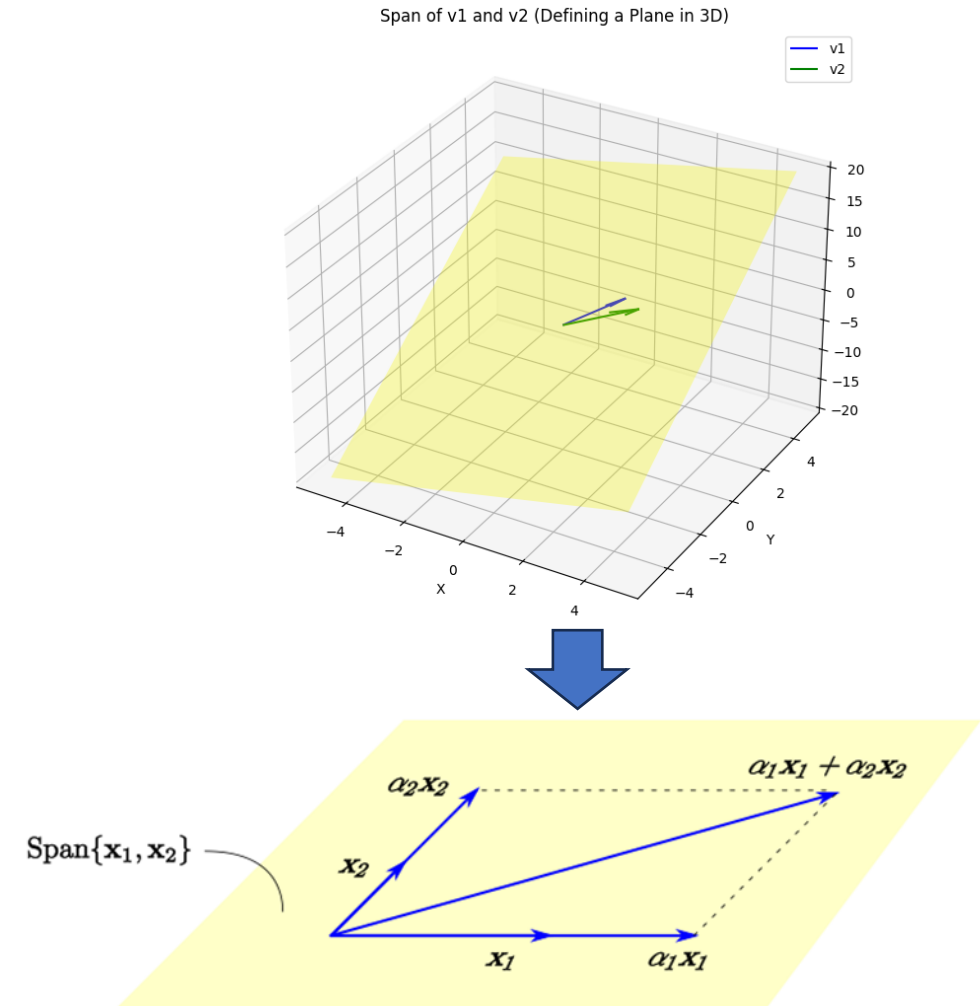 Span of v1 and v2 (Defining a Plane in 3D)
v1
v2
20
15
10
5
0
−5
−10
−15
−20
4
2
0
−2
−4
Y
−4
−2
0
2
4
X
α₁x₁ + α₂x₂
α₂x₂
Span{x₁, x₂}
x₂
x₁
α₁x₁